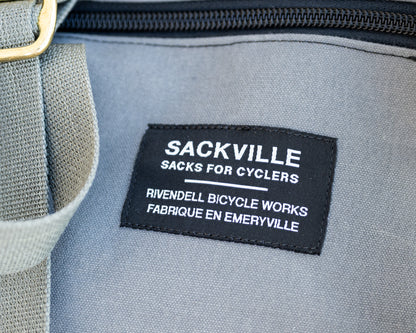 SACKVILLE
SACKS FOR CYCLERS
RIVENDELL BICYCLE WORKS
FABRIQUE EN EMERYVILLE